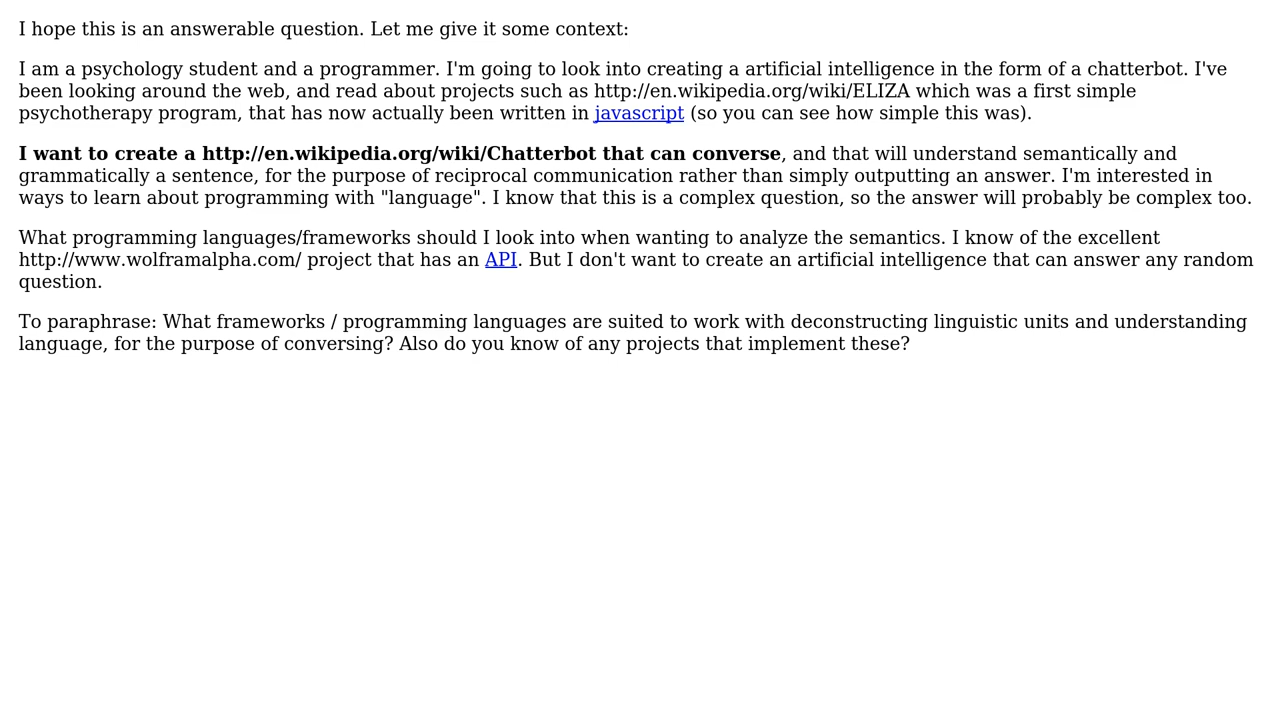 I hope this is an answerable question. Let me give it some context:
I am a psychology student and a programmer. I'm going to look into creating a artificial intelligence in the form of a chatterbot. I've
been looking around the web, and read about projects such as http://en.wikipedia.org/wiki/ELIZA which was a first simple
psychotherapy program, that has now actually been written in javascript (so you can see how simple this was).
I want to create a http://en.wikipedia.org/wiki/Chatterbot that can converse, and that will understand semantically and
grammatically a sentence, for the purpose of reciprocal communication rather than simply outputting an answer. I'm interested in
ways to learn about programming with "language". I know that this is a complex question, so the answer will probably be complex too.
What programming languages/frameworks should I look into when wanting to analyze the semantics. I know of the excellent
http://www.wolframalpha.com/ project that has an API. But I don't want to create an artificial intelligence that can answer any random
question.
To paraphrase: What frameworks / programming languages are suited to work with deconstructing linguistic units and understanding
language, for the purpose of conversing? Also do you know of any projects that implement these?